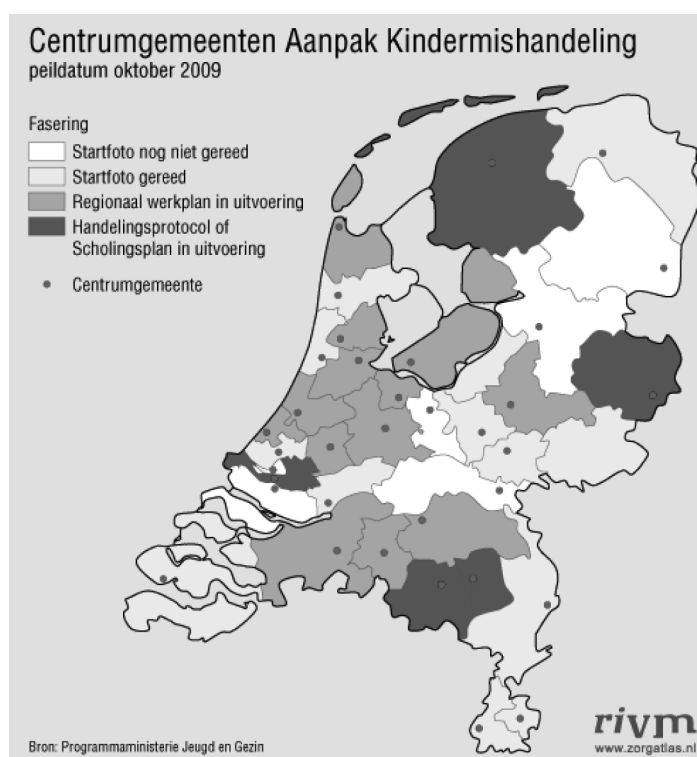 Centrumgemeenten Aanpak Kindermishandeling
peildatum oktober 2009
Fasering
Startfoto nog niet gereed
Startfoto gereed
Regionaal werkplan in uitvoering
Handelingsprotocol of
Scholingsplan in uitvoering
Centrumgemeente
Bron: Programmaministerie Jeugd en Gezin
rivm
www.zorgatlas.nl